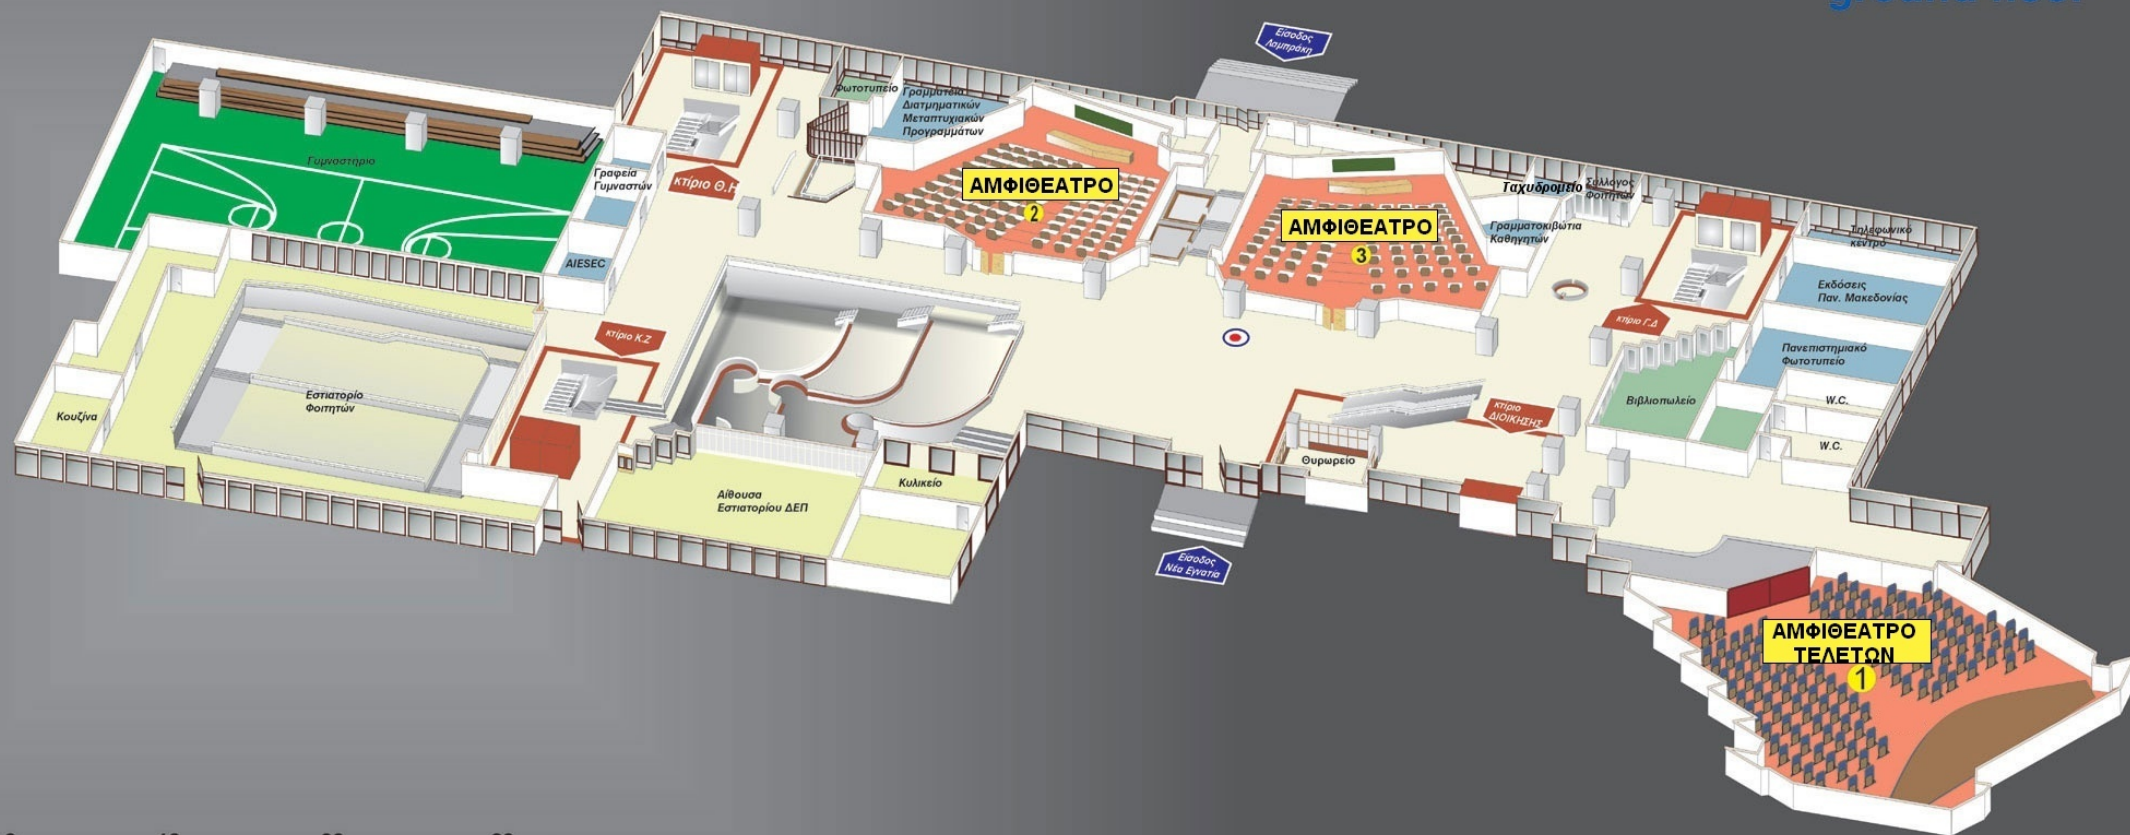 Είσοδος
Λαμπράκη
Φωτοτυπείο
Γραμματεία
Διατμηματικών
Μεταπτυχιακών
Προγραμμάτων
Γυμναστήριο
Γραφεία
Γυμναστών
κτίριο Θ.Η
ΑΜΦΙΘΕΑΤΡΟ
2
ΑΜΦΙΘΕΑΤΡΟ
3
Ταχυδρομείο
Σύλλογος
Φοιτητών
Γραμματοκιβώτια
Καθηγητών
Τηλεφωνικό
κέντρο
AIESEC
Εκδόσεις
Παν. Μακεδονίας
κτίριο Γ.Δ
κτίριο Κ.Ζ
Πανεπιστημιακό
Φωτοτυπείο
Εστιατορίο
Φοιτητών
Κουζίνα
Βιβλιοπωλείο
W.C.
W.C.
κτίριο
ΔΙΟΙΚΗΣΗΣ
Θυρωρείο
Κυλικείο
Αίθουσα
Εστιατορίου ΔΕΠ
Είσοδος
Νέα Εγνατία
ΑΜΦΙΘΕΑΤΡΟ
ΤΕΛΕΤΩΝ
1